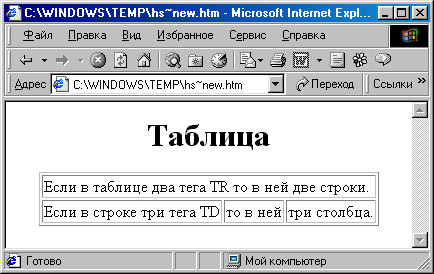 C:\WINDOWS\TEMP\hs~new.htm - Microsoft Internet Expl...
Файл Правка Вид Избранное Сервис Справка
Адрес C:\WINDOWS\TEMP\hs~new.htm Переход Ссылки »
Таблица
Если в таблице два тега TR то в ней две строки.
Если в строке три тега TD то в ней три столбца.
Готово Мой компьютер